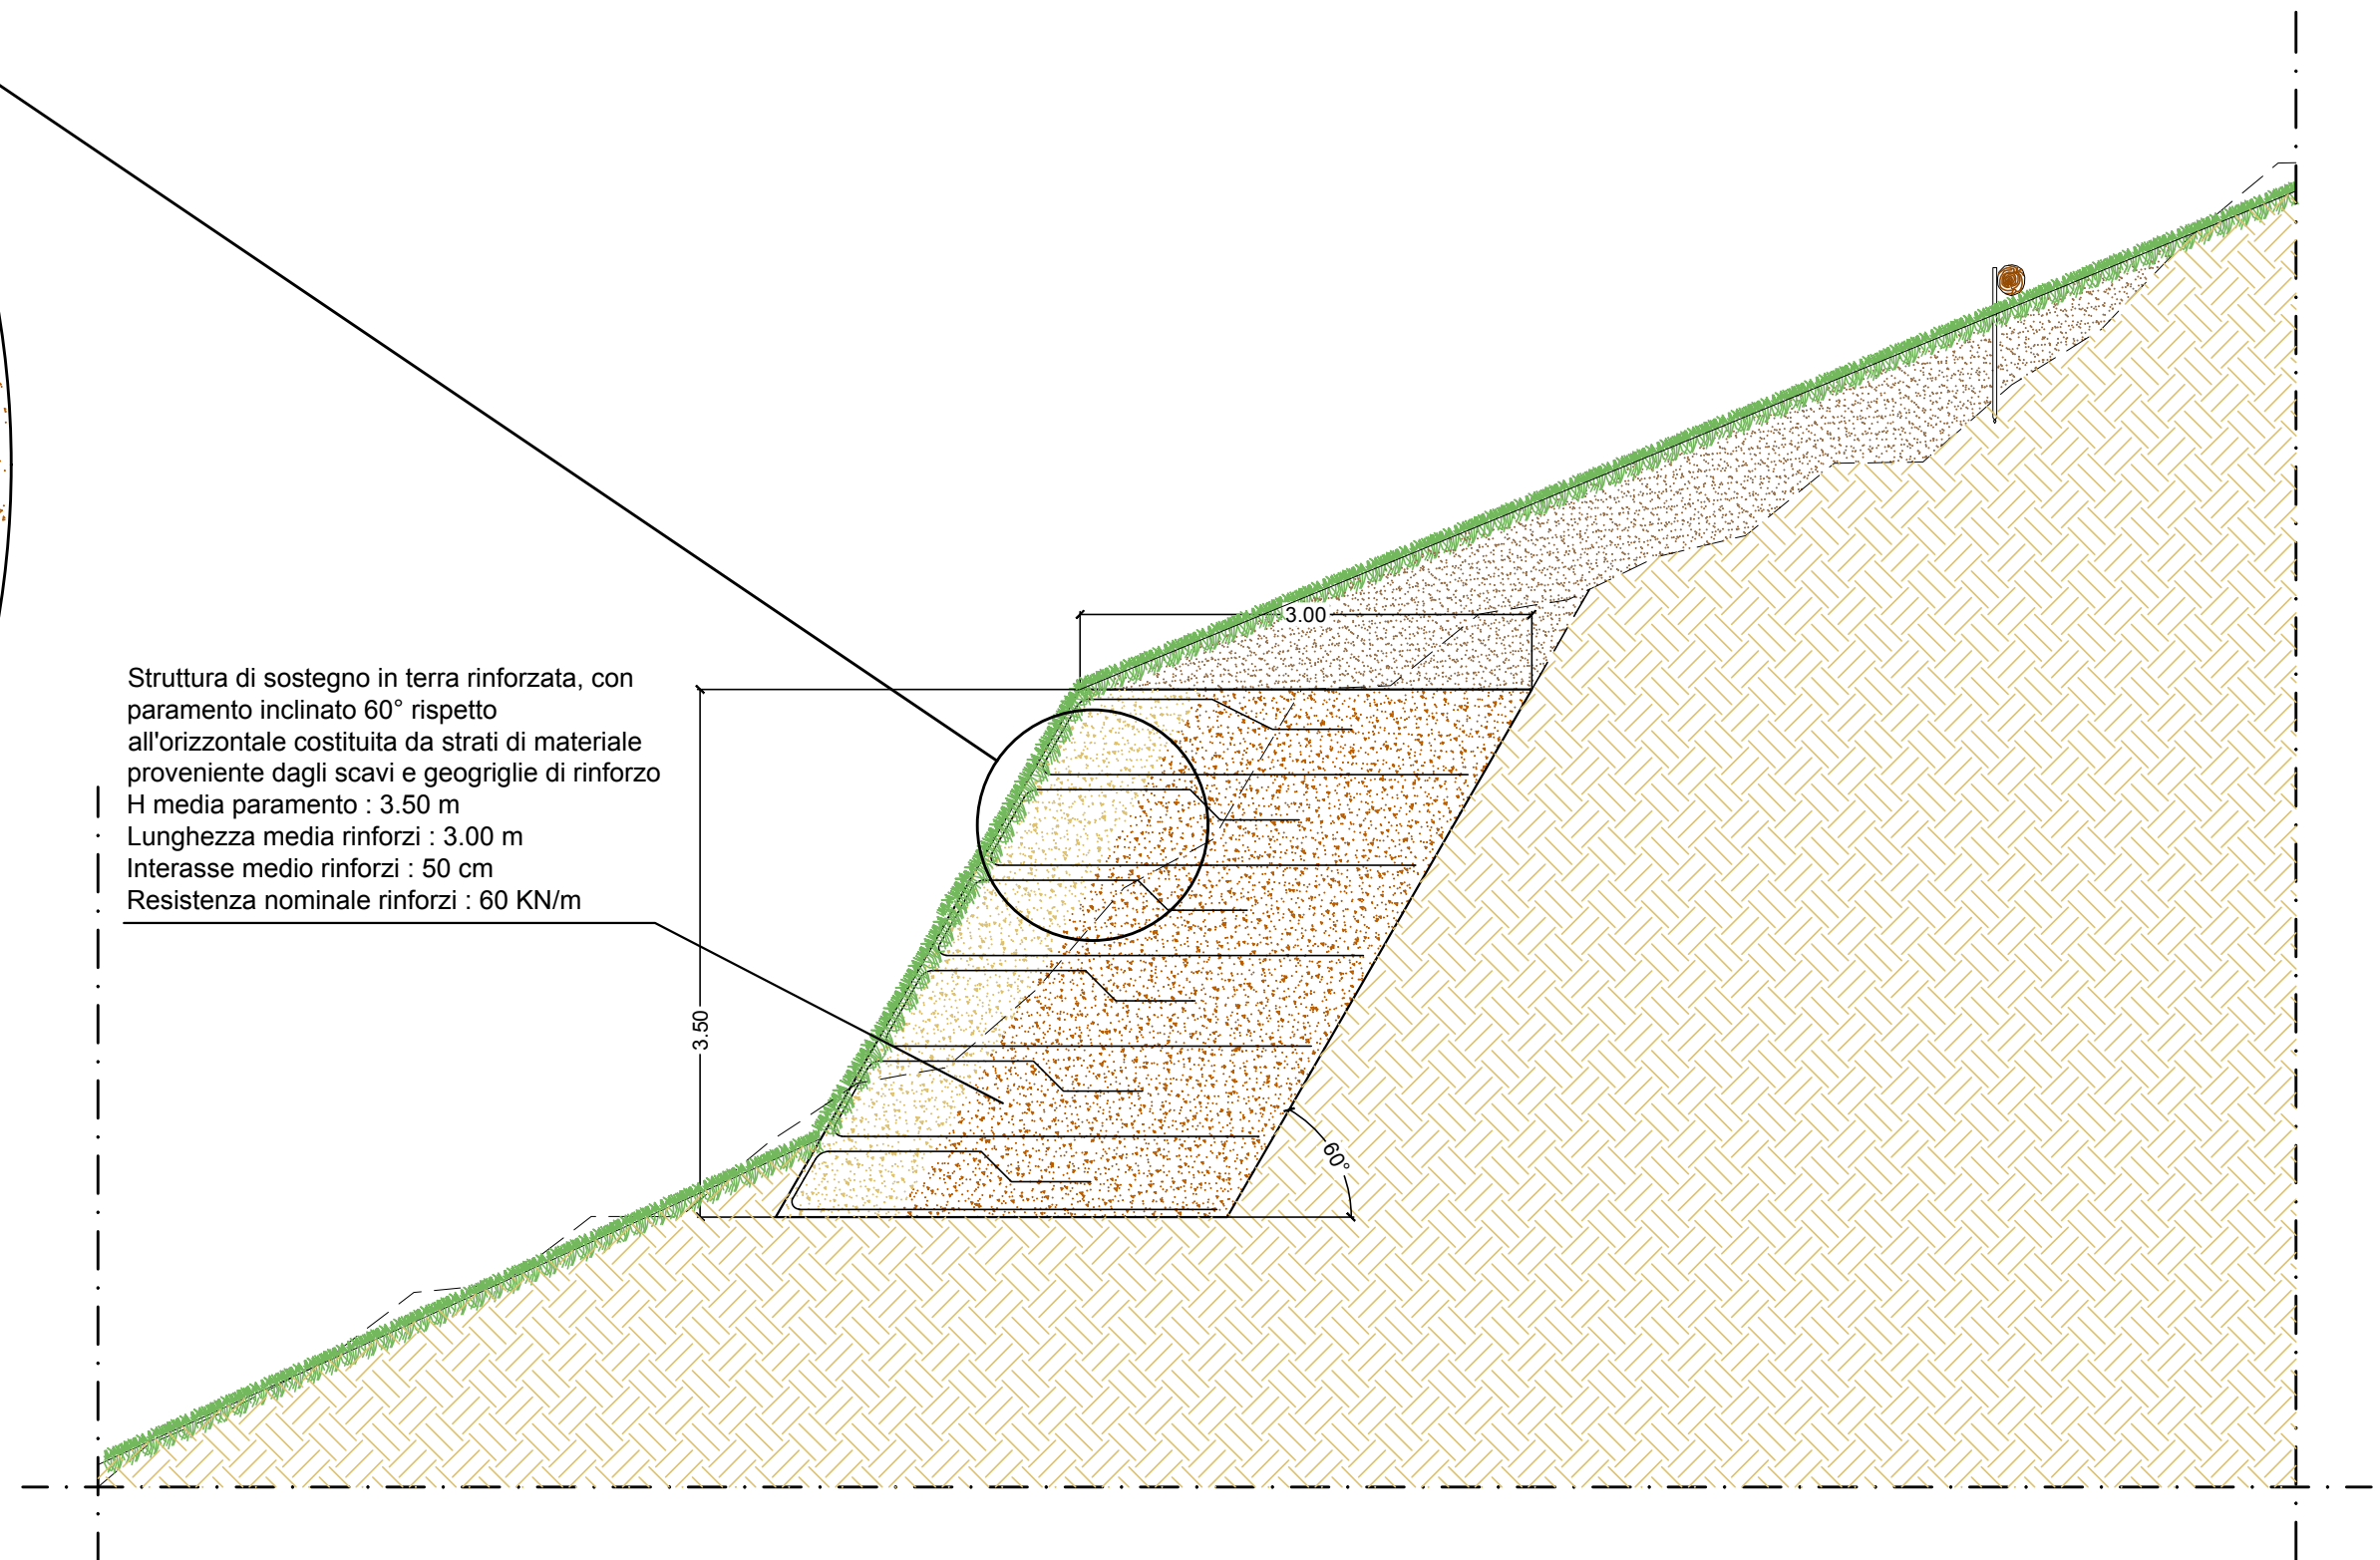 3.00
Struttura di sostegno in terra rinforzata, con
paramento inclinato 60° rispetto
all'orizzontale costituita da strati di materiale
proveniente dagli scavi e geogriglie di rinforzo
H media paramento : 3.50 m
Lunghezza media rinforzi : 3.00 m
Interasse medio rinforzi : 50 cm
Resistenza nominale rinforzi : 60 KN/m
3.50
60°